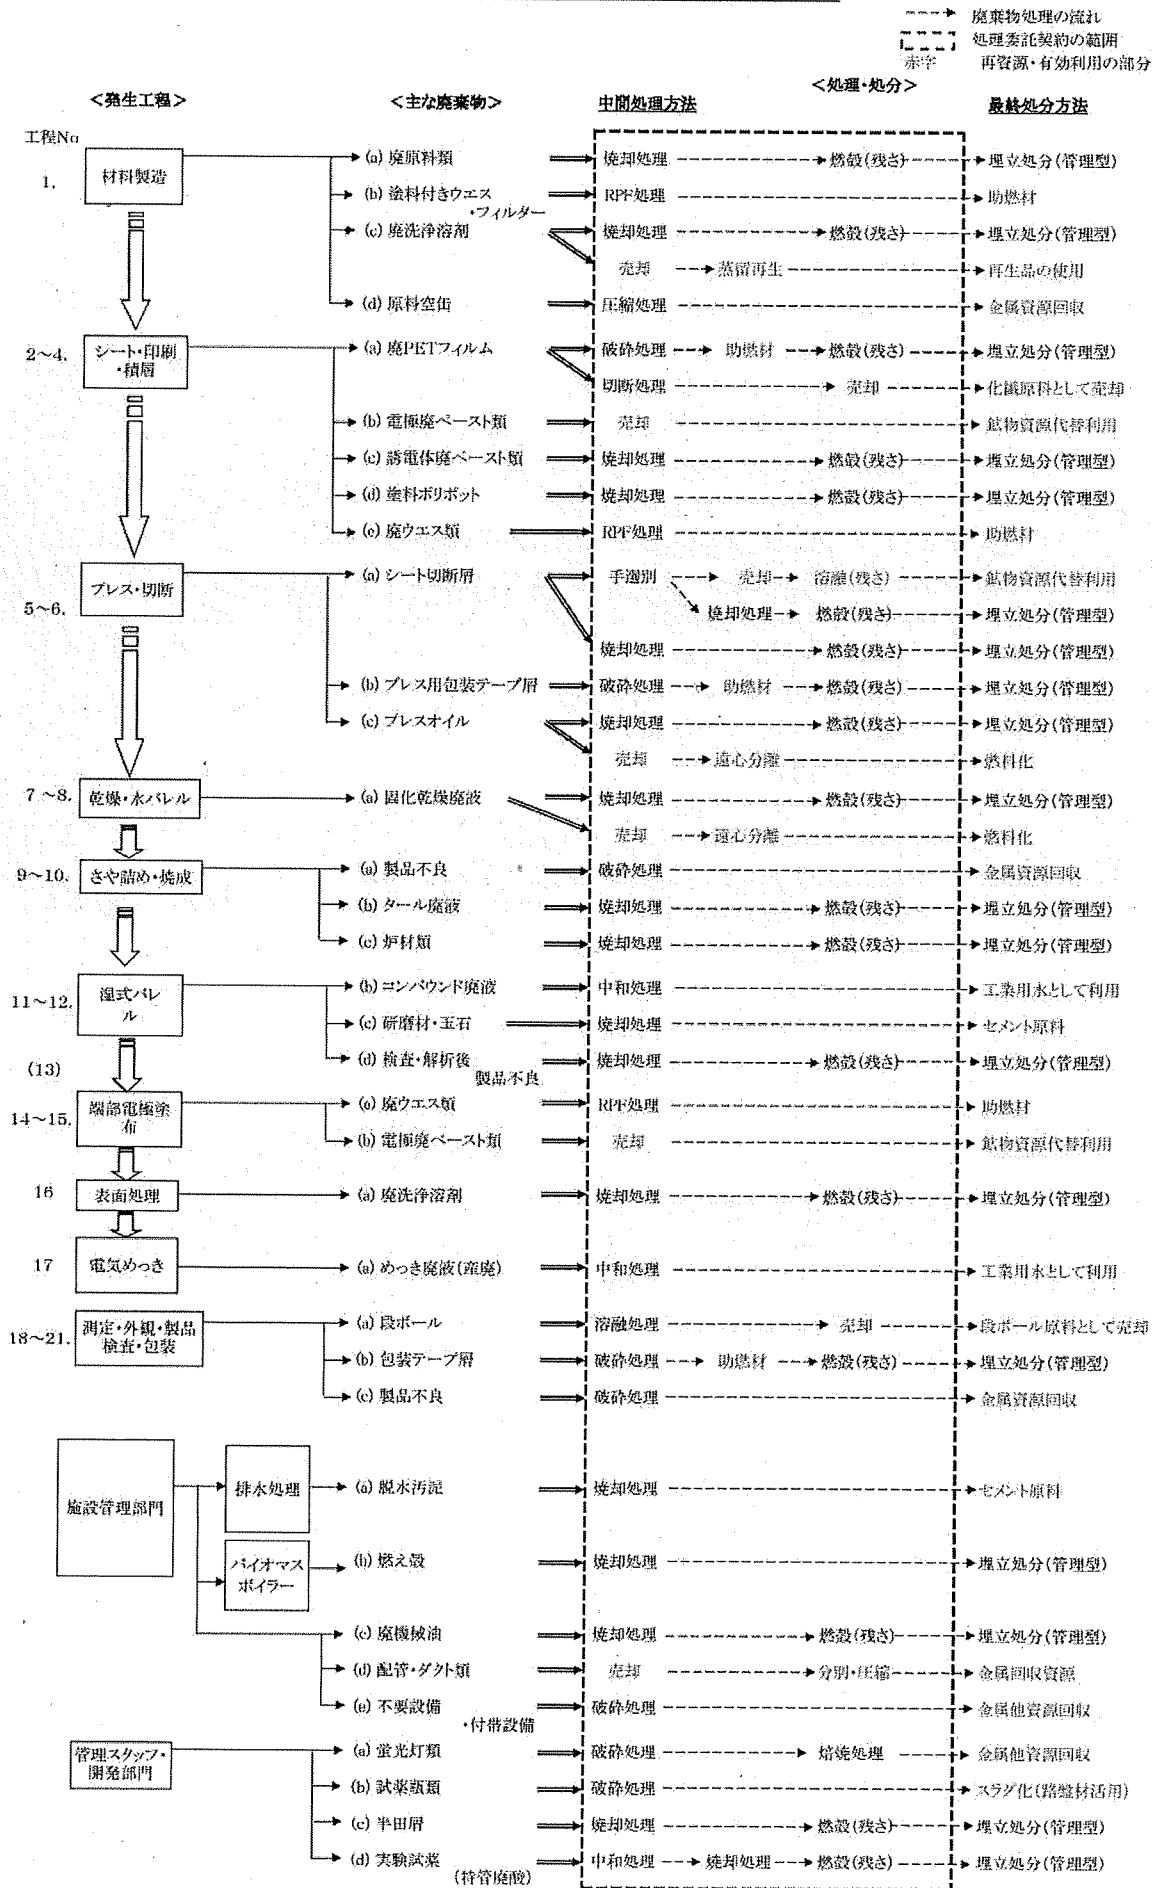 廃棄物処理の流れ
処理委託契約の範囲
赤字 再資源・有効利用の部分
<発生工程> <主な廃棄物> 中間処理方法 <処理・処分> 最終処分方法
工程No
1. 材料製造 (a) 廃原料類 焼却処理 燃殻(残さ) 埋立処分(管理型)
(b) 塗料付きウエス RPF処理 助燃材
・フィルター
(c) 廃洗浄溶剤 焼却処理 燃殻(残さ) 埋立処分(管理型)
売却 蒸留再生 再生品の使用
(d) 原料空缶 圧縮処理 金属資源回収
2~4. シート・印刷 (a) 廃PETフィルム 破砕処理 助燃材 燃殻(残さ) 埋立処分(管理型)
・積層
切断処理 売却 化繊原料として売却
(b) 電極廃ペースト類 売却 鉱物資源代替利用
(c) 誘電体廃ペースト類 焼却処理 燃殻(残さ) 埋立処分(管理型)
(d) 塗料ポリポット 焼却処理 燃殻(残さ) 埋立処分(管理型)
(e) 廃ウエス類 RPF処理 助燃材
5~6. プレス・切断 (a) シート切断屑 手選別 売却 溶融(残さ) 鉱物資源代替利用
焼却処理 燃殻(残さ) 埋立処分(管理型)
焼却処理 燃殻(残さ) 埋立処分(管理型)
(b) プレス用包装テープ屑 破砕処理 助燃材 燃殻(残さ) 埋立処分(管理型)
(c) プレスオイル 焼却処理 燃殻(残さ) 埋立処分(管理型)
売却 遠心分離 燃料化
7~8. 乾燥・水バレル (a) 固化乾燥廃液 焼却処理 燃殻(残さ) 埋立処分(管理型)
売却 遠心分離 燃料化
9~10. さや詰め・焼成 (a) 製品不良 破砕処理 金属資源回収
(b) タール廃液 焼却処理 燃殻(残さ) 埋立処分(管理型)
(c) 炉材類 焼却処理 燃殻(残さ) 埋立処分(管理型)
11~12. 湿式バレ (b) コンパウンド廃液 中和処理 工業用水として利用
ル
(c) 研磨材・玉石 焼却処理 セメント原料
(d) 検査・解析後 焼却処理 燃殻(残さ) 埋立処分(管理型)
製品不良
(13)
14~15. 端部電極塗 (a) 廃ウエス類 RPF処理 助燃材
布
(b) 電極廃ペースト類 売却 鉱物資源代替利用
16 表面処理 (a) 廃洗浄溶剤 焼却処理 燃殻(残さ) 埋立処分(管理型)
17 電気めっき (a) めっき廃液(産廃) 中和処理 工業用水として利用
18~21. 測定・外観・製品 (a) 段ボール 溶融処理 売却 段ボール原料として売却
検査・包装
(b) 包装テープ屑 破砕処理 助燃材 燃殻(残さ) 埋立処分(管理型)
(c) 製品不良 破砕処理 金属資源回収
施設管理部門 排水処理 (a) 脱水汚泥 焼却処理 セメント原料
バイオマス (b) 燃え殻 焼却処理 埋立処分(管理型)
ボイラー
(c) 廃機械油 焼却処理 燃殻(残さ) 埋立処分(管理型)
(d) 配管・ダクト類 売却 分別・圧縮 金属回収資源
(e) 不要設備 破砕処理 金属他資源回収
・付帯設備
管理スタッフ・ (a) 蛍光灯類 破砕処理 焙焼処理 金属他資源回収
開発部門
(b) 試薬瓶類 破砕処理 スラグ化(路盤材活用)
(c) 半田屑 焼却処理 燃殻(残さ) 埋立処分(管理型)
(d) 実験試薬 中和処理 焼却処理 燃殻(残さ) 埋立処分(管理型)
(特管廃酸)